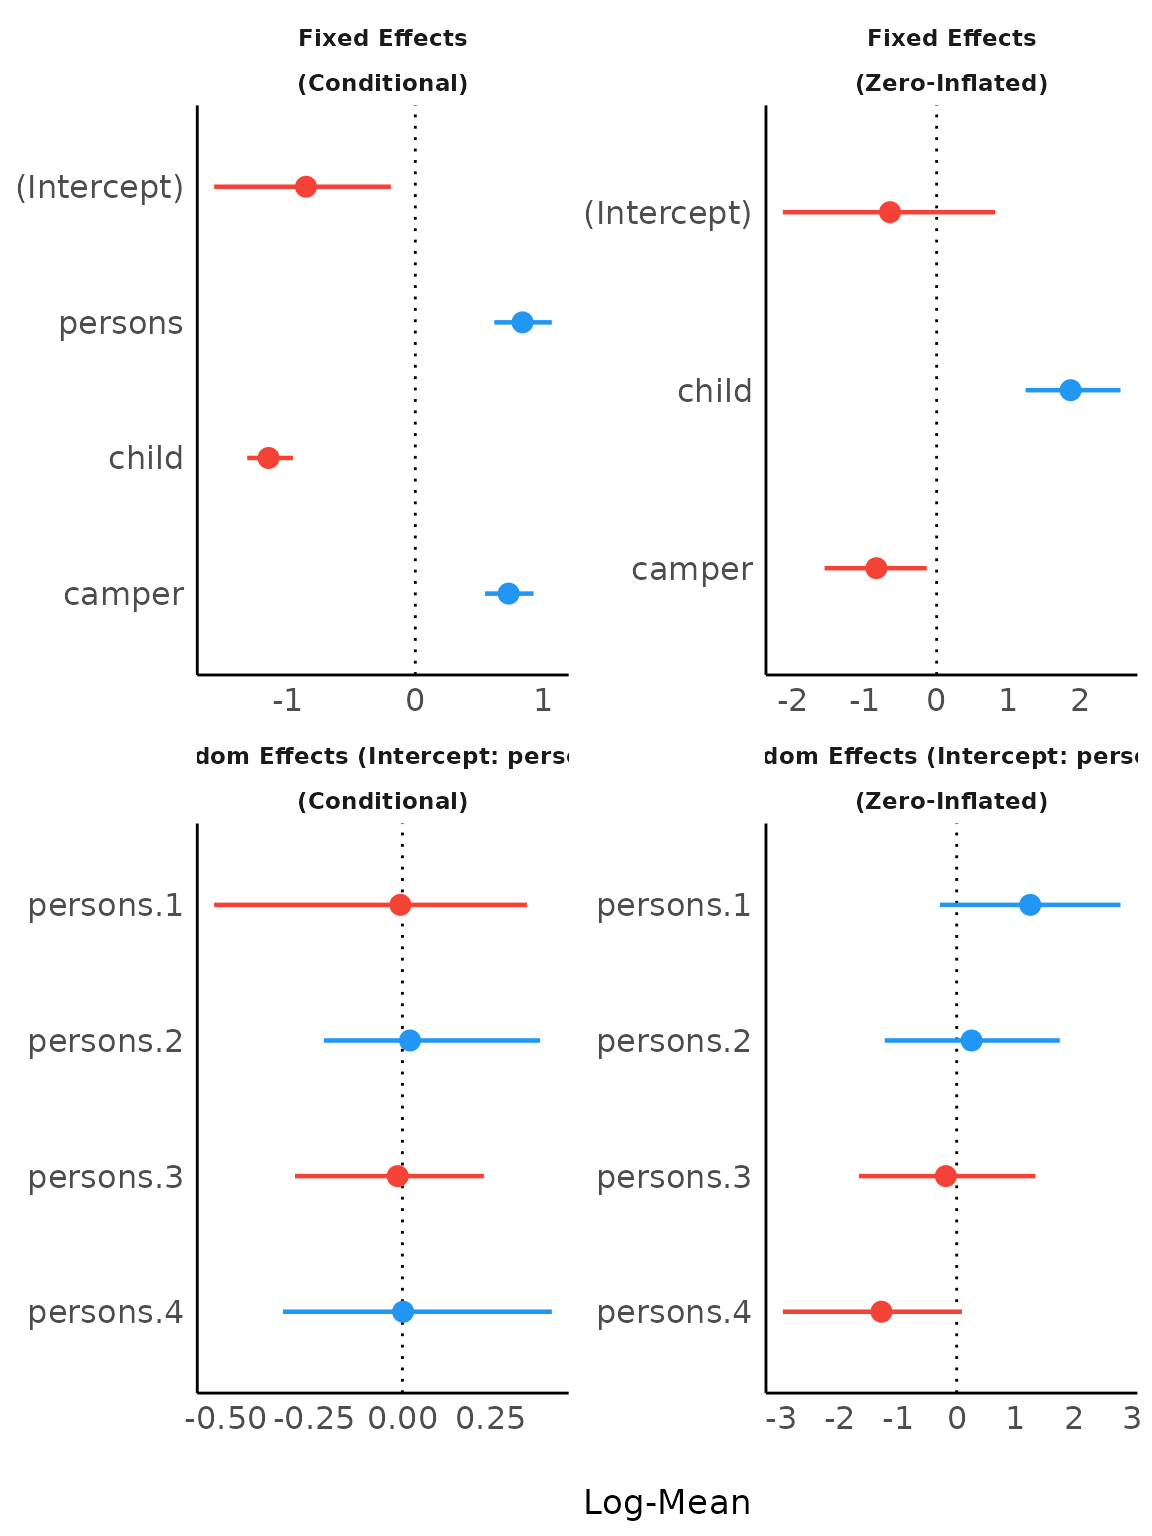 Fixed Effects
(Conditional)
(Intercept)
persons
child
camper
-1 0 1
Fixed Effects
(Zero-Inflated)
(Intercept)
child
camper
-2 -1 0 1 2
dom Effects (Intercept: pers
(Conditional)
persons.1
persons.2
persons.3
persons.4
-0.50 -0.25 0.00 0.25
dom Effects (Intercept: pers
(Zero-Inflated)
persons.1
persons.2
persons.3
persons.4
-3 -2 -1 0 1 2 3
Log-Mean